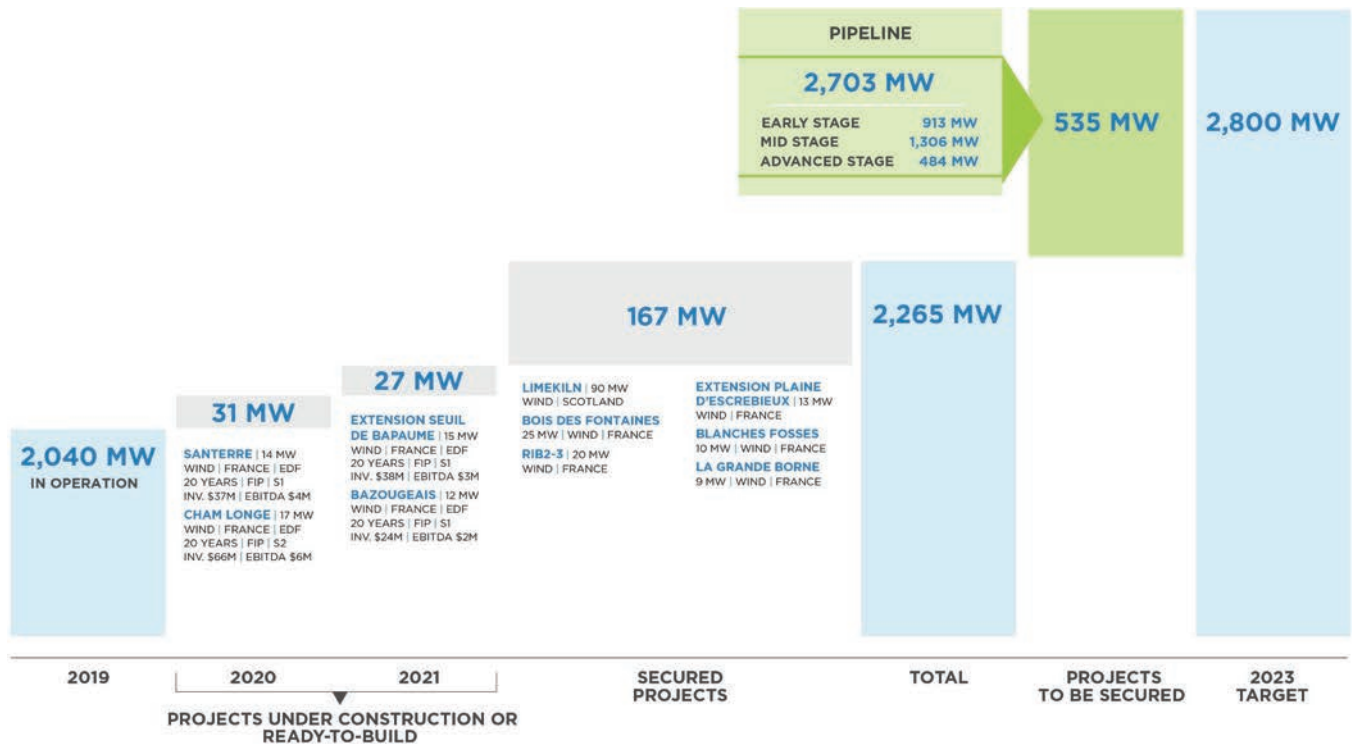 PIPELINE
2,703 MW
EARLY STAGE 913 MW
MID STAGE 1,306 MW
ADVANCED STAGE 484 MW
535 MW
2,800 MW
167 MW
2,265 MW
27 MW
31 MW
2,040 MW
IN OPERATION
SANTERRE | 14 MW
WIND | FRANCE | EDF
20 YEARS | FIP | S1
INV. $37M | EBITDA $4M
CHAM LONGE | 17 MW
WIND | FRANCE | EDF
20 YEARS | FIP | S2
INV. $66M | EBITDA $6M
EXTENSION SEUIL
DE BAPAUME | 15 MW
WIND | FRANCE | EDF
20 YEARS | FIP | S1
INV. $38M | EBITDA $3M
BAZOUGEAIS | 12 MW
WIND | FRANCE | EDF
20 YEARS | FIP | S1
INV. $24M | EBITDA $2M
LIMEKILN | 90 MW
WIND | SCOTLAND
BOIS DES FONTAINES
25 MW | WIND | FRANCE
RIB2-3 | 20 MW
WIND | FRANCE
EXTENSION PLAINE
D'ESCREBIEUX | 13 MW
WIND | FRANCE
BLANCHES FOSSES
10 MW | WIND | FRANCE
LA GRANDE BORNE
9 MW | WIND | FRANCE
2019
2020
2021
SECURED
PROJECTS
TOTAL
PROJECTS
TO BE SECURED
2023
TARGET
PROJECTS UNDER CONSTRUCTION OR
READY-TO-BUILD